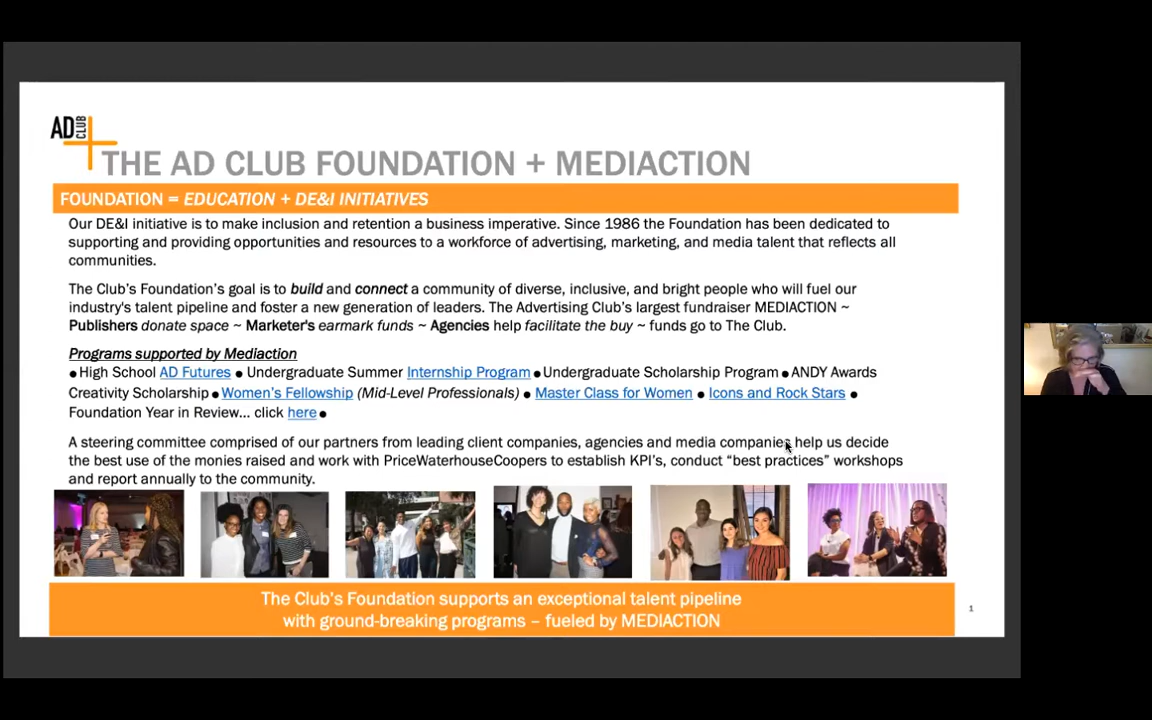 AD CLUB
THE AD CLUB FOUNDATION + MEDIACTION
FOUNDATION = EDUCATION + DE&I INITIATIVES
Our DE&I initiative is to make inclusion and retention a business imperative. Since 1986 the Foundation has been dedicated to
supporting and providing opportunities and resources to a workforce of advertising, marketing, and media talent that reflects all
communities.
The Club's Foundation's goal is to build and connect a community of diverse, inclusive, and bright people who will fuel our
industry's talent pipeline and foster a new generation of leaders. The Advertising Club's largest fundraiser MEDIACTION ~
Publishers donate space ~ Marketer's earmark funds ~ Agencies help facilitate the buy ~ funds go to The Club.
Programs supported by Mediaction
●High School AD Futures ● Undergraduate Summer Internship Program●Undergraduate Scholarship Program●ANDY Awards
Creativity Scholarship●Women's Fellowship (Mid-Level Professionals) ● Master Class for Women ● Icons and Rock Stars ●
Foundation Year in Review... click here●
A steering committee comprised of our partners from leading client companies, agencies and media companies help us decide
the best use of the monies raised and work with PriceWaterhouseCoopers to establish KPI's, conduct “best practices” workshops
and report annually to the community.
The Club's Foundation supports an exceptional talent pipeline
with ground-breaking programs – fueled by MEDIACTION
1